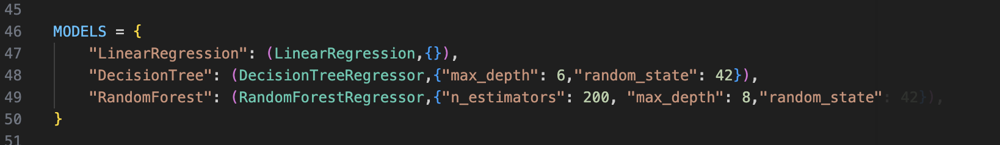 45
46 MODELS = {
47 "LinearRegression": (LinearRegression,{}),
48 "DecisionTree": (DecisionTreeRegressor,{"max_depth": 6,"random_state": 42}),
49 "RandomForest": (RandomForestRegressor,{"n_estimators": 200, "max_depth": 8,"random_state": 42}),
50 }
51